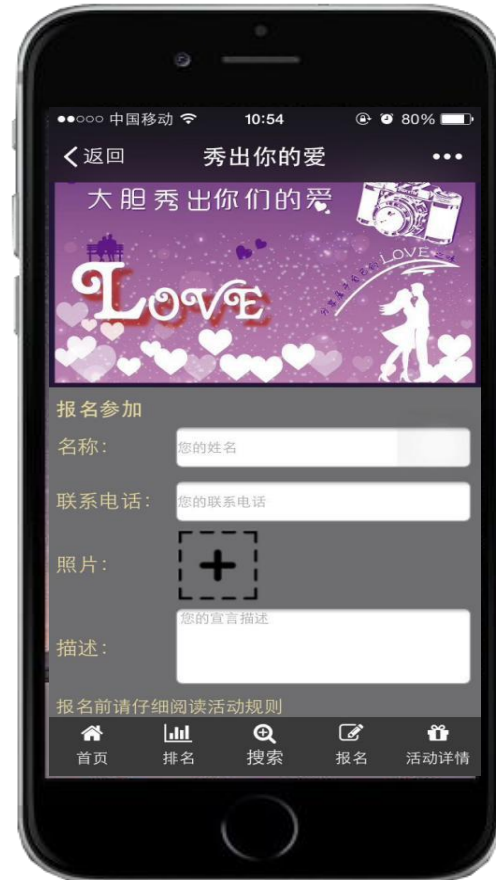 中国移动 10:54 80%
返回 秀出你的爱
大胆秀出你们的爱
LOVE
LOVE
报名参加
名称: 您的姓名
联系电话: 您的联系电话
照片:
您的宣言描述
描述:
报名前请仔细阅读活动规则
首页 排名 搜索 报名 活动详情